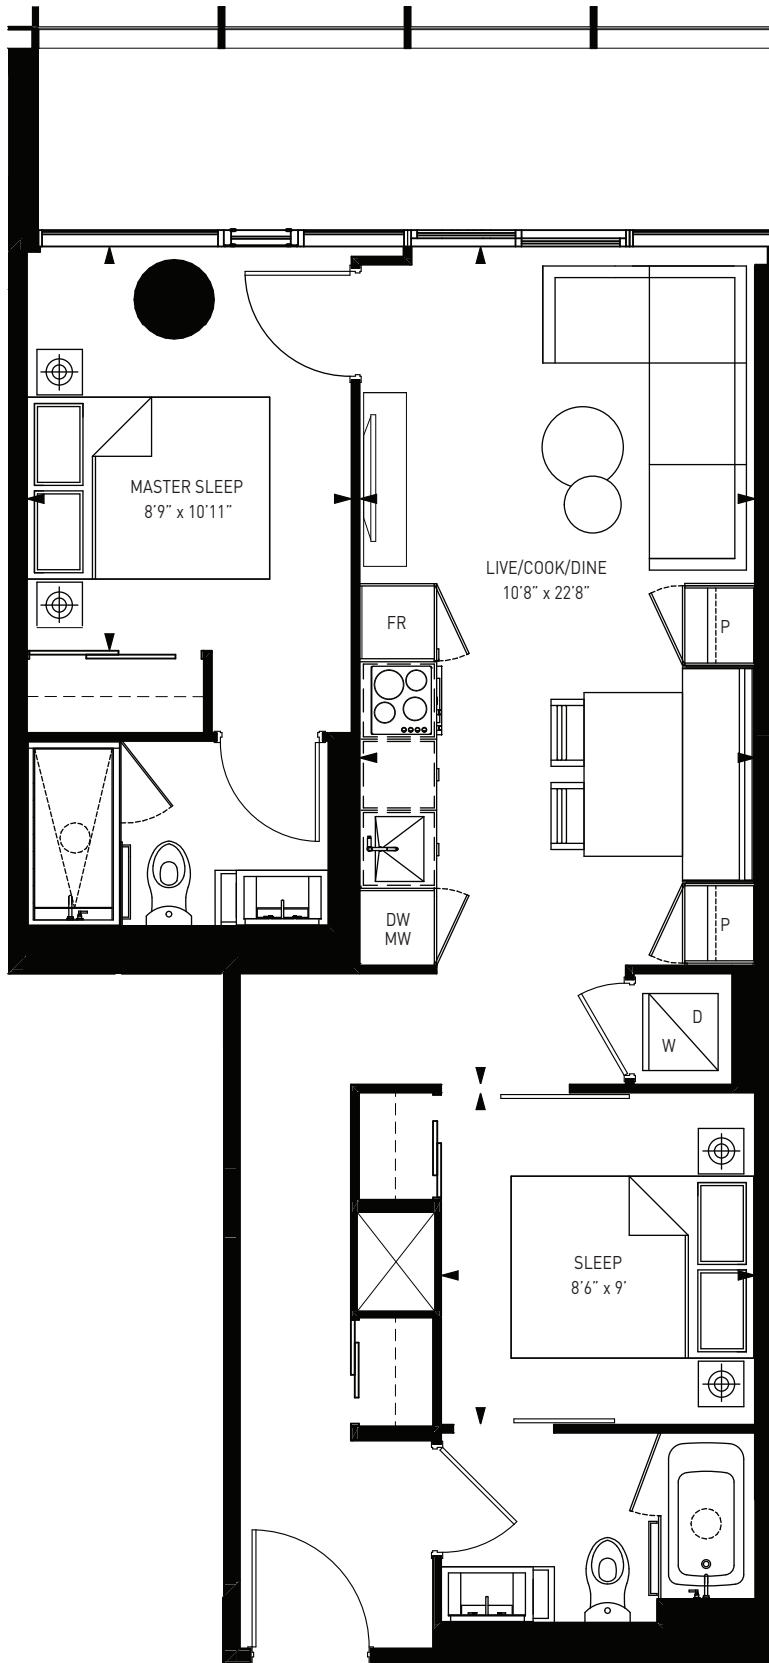 MASTER SLEEP
8'9” x 10'11”
LIVE/COOK/DINE
10'8” x 22'8”
FR
P
DW
MW
P
D
W
SLEEP
8'6” x 9'